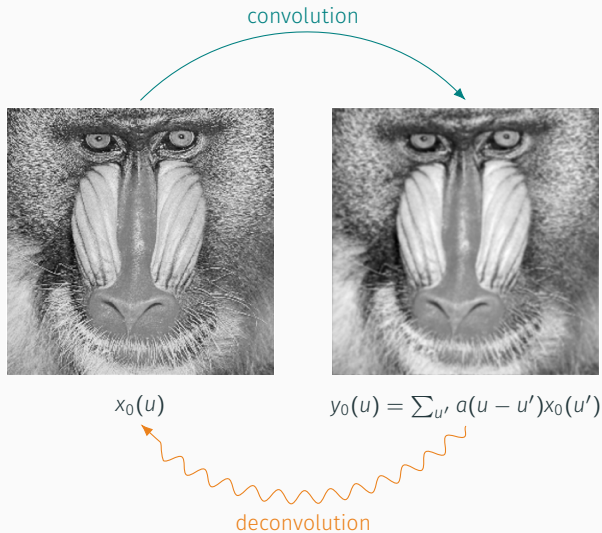 convolution
x₀(u)
y₀(u) = ∑ᵤ′ a(u − u′)x₀(u′)
deconvolution